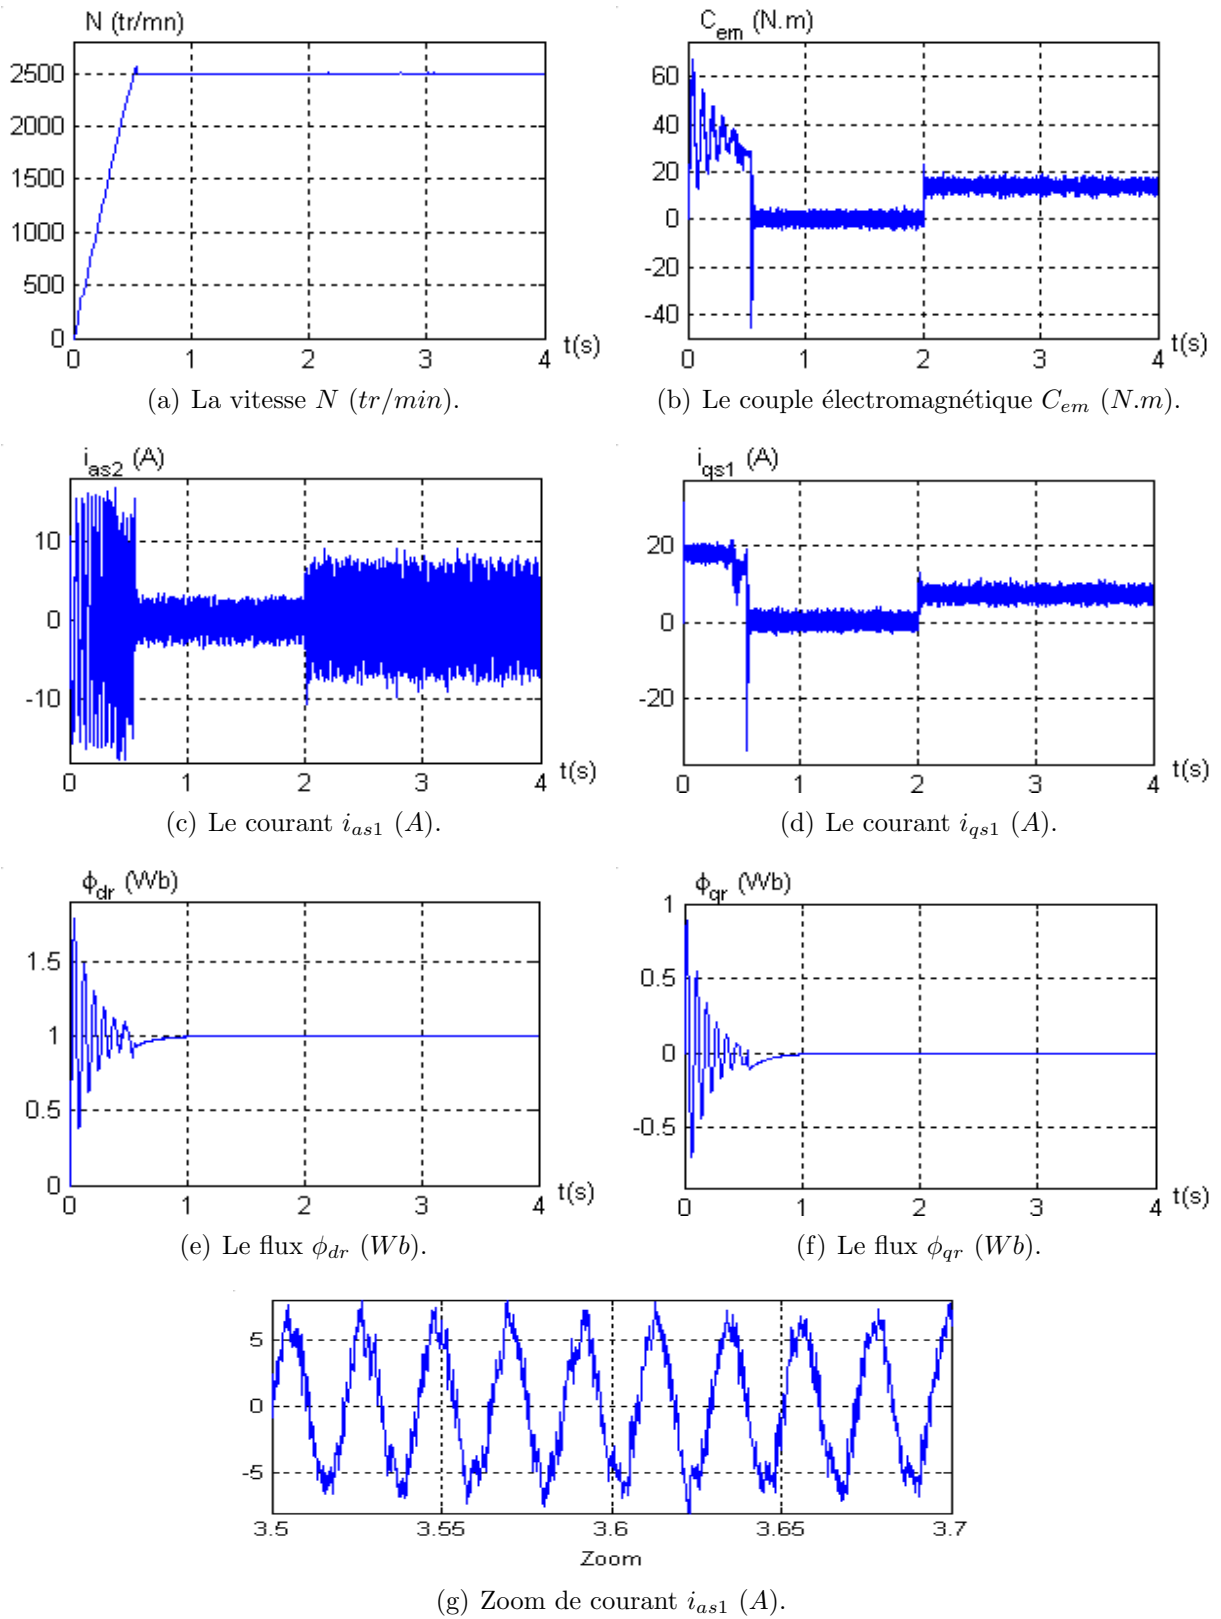 N (tr/mn)
2500
2000
1500
1000
500
0
0 1 2 3 4 t(s)
(a) La vitesse N (tr/min).
C_em (N.m)
60
40
20
0
-20
-40
0 1 2 3 4 t(s)
(b) Le couple électromagnétique C_em (N.m).
i_as2 (A)
10
0
-10
0 1 2 3 4 t(s)
(c) Le courant i_as1 (A).
i_qs1 (A)
20
0
-20
0 1 2 3 4 t(s)
(d) Le courant i_qs1 (A).
ϕ_dr (Wb)
1.5
1
0.5
0
0 1 2 3 4 t(s)
(e) Le flux ϕ_dr (Wb).
ϕ_qr (Wb)
1
0.5
0
-0.5
0 1 2 3 4 t(s)
(f) Le flux ϕ_qr (Wb).
5
0
-5
3.5 3.55 3.6 3.65 3.7
Zoom
(g) Zoom de courant i_as1 (A).